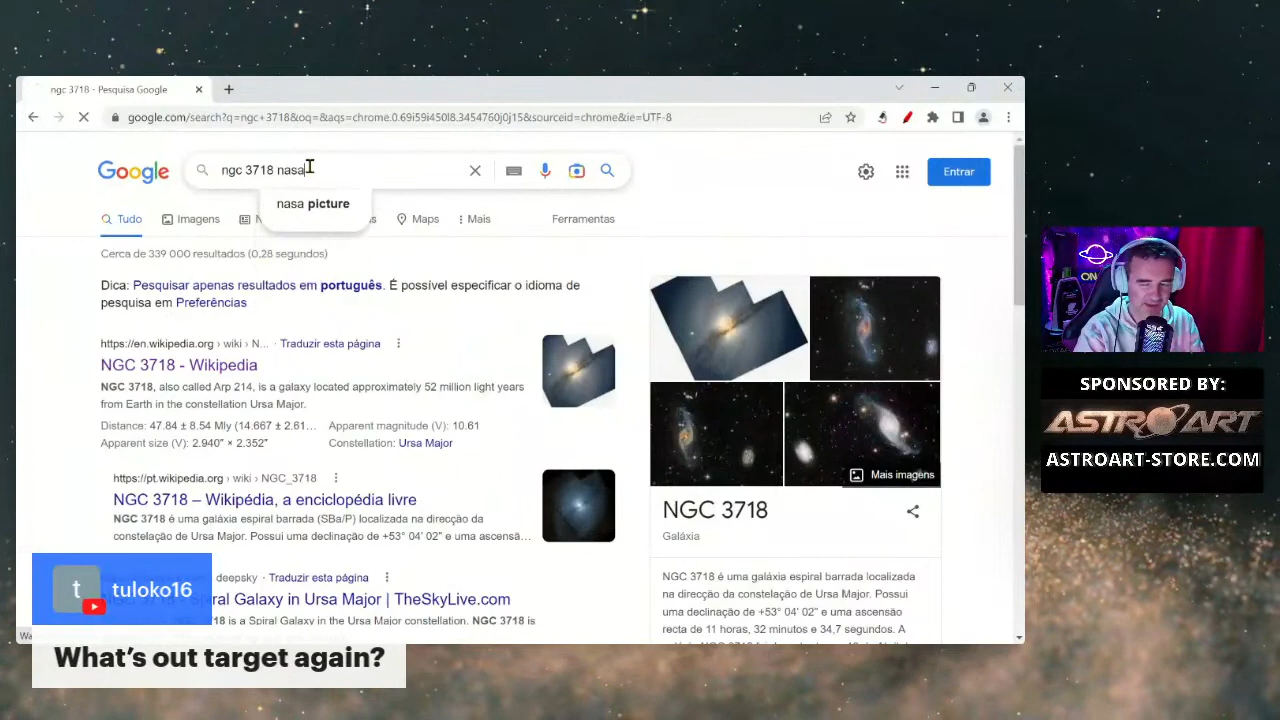 ngc 3718 - Pesquisa Google
google.com/search?q=ngc+3718&oq=&aqs=chrome.0.69i59i450l8.3454760j0j15&sourceid=chrome&ie=UTF-8
Google
ngc 3718 nasa
Entrar
nasa picture
Tudo
Imagens
Maps
Mais
Ferramentas
Cerca de 339 000 resultados (0,28 segundos)
Dica: Pesquisar apenas resultados em português. É possível especificar o idioma de
pesquisa em Preferências
https://en.wikipedia.org › wiki › N... · Traduzir esta página
NGC 3718 - Wikipedia
NGC 3718, also called Arp 214, is a galaxy located approximately 52 million light years
from Earth in the constellation Ursa Major.
Distance: 47.84 ± 8.54 Mly (14.667 ± 2.61...
Apparent magnitude (V): 10.61
Apparent size (V): 2.940″ × 2.352″
Constellation: Ursa Major
https://pt.wikipedia.org › wiki › NGC_3718
NGC 3718 – Wikipédia, a enciclopédia livre
NGC 3718 é uma galáxia espiral barrada (SBa/P) localizada na direcção da
constelação de Ursa Major. Possui uma declinação de +53° 04' 02" e uma ascensã...
deepsky · Traduzir esta página
Spiral Galaxy in Ursa Major | TheSkyLive.com
18 is a Spiral Galaxy in the Ursa Major constellation. NGC 3718 is
Mais imagens
NGC 3718
Galáxia
NGC 3718 é uma galáxia espiral barrada localizada
na direcção da constelação de Ursa Major. Possui
uma declinação de +53° 04' 02" e uma ascensão
recta de 11 horas, 32 minutos e 34,7 segundos. A
t tuloko16
What's out target again?
ON
SPONSORED BY:
ASTROART
ASTROART-STORE.COM